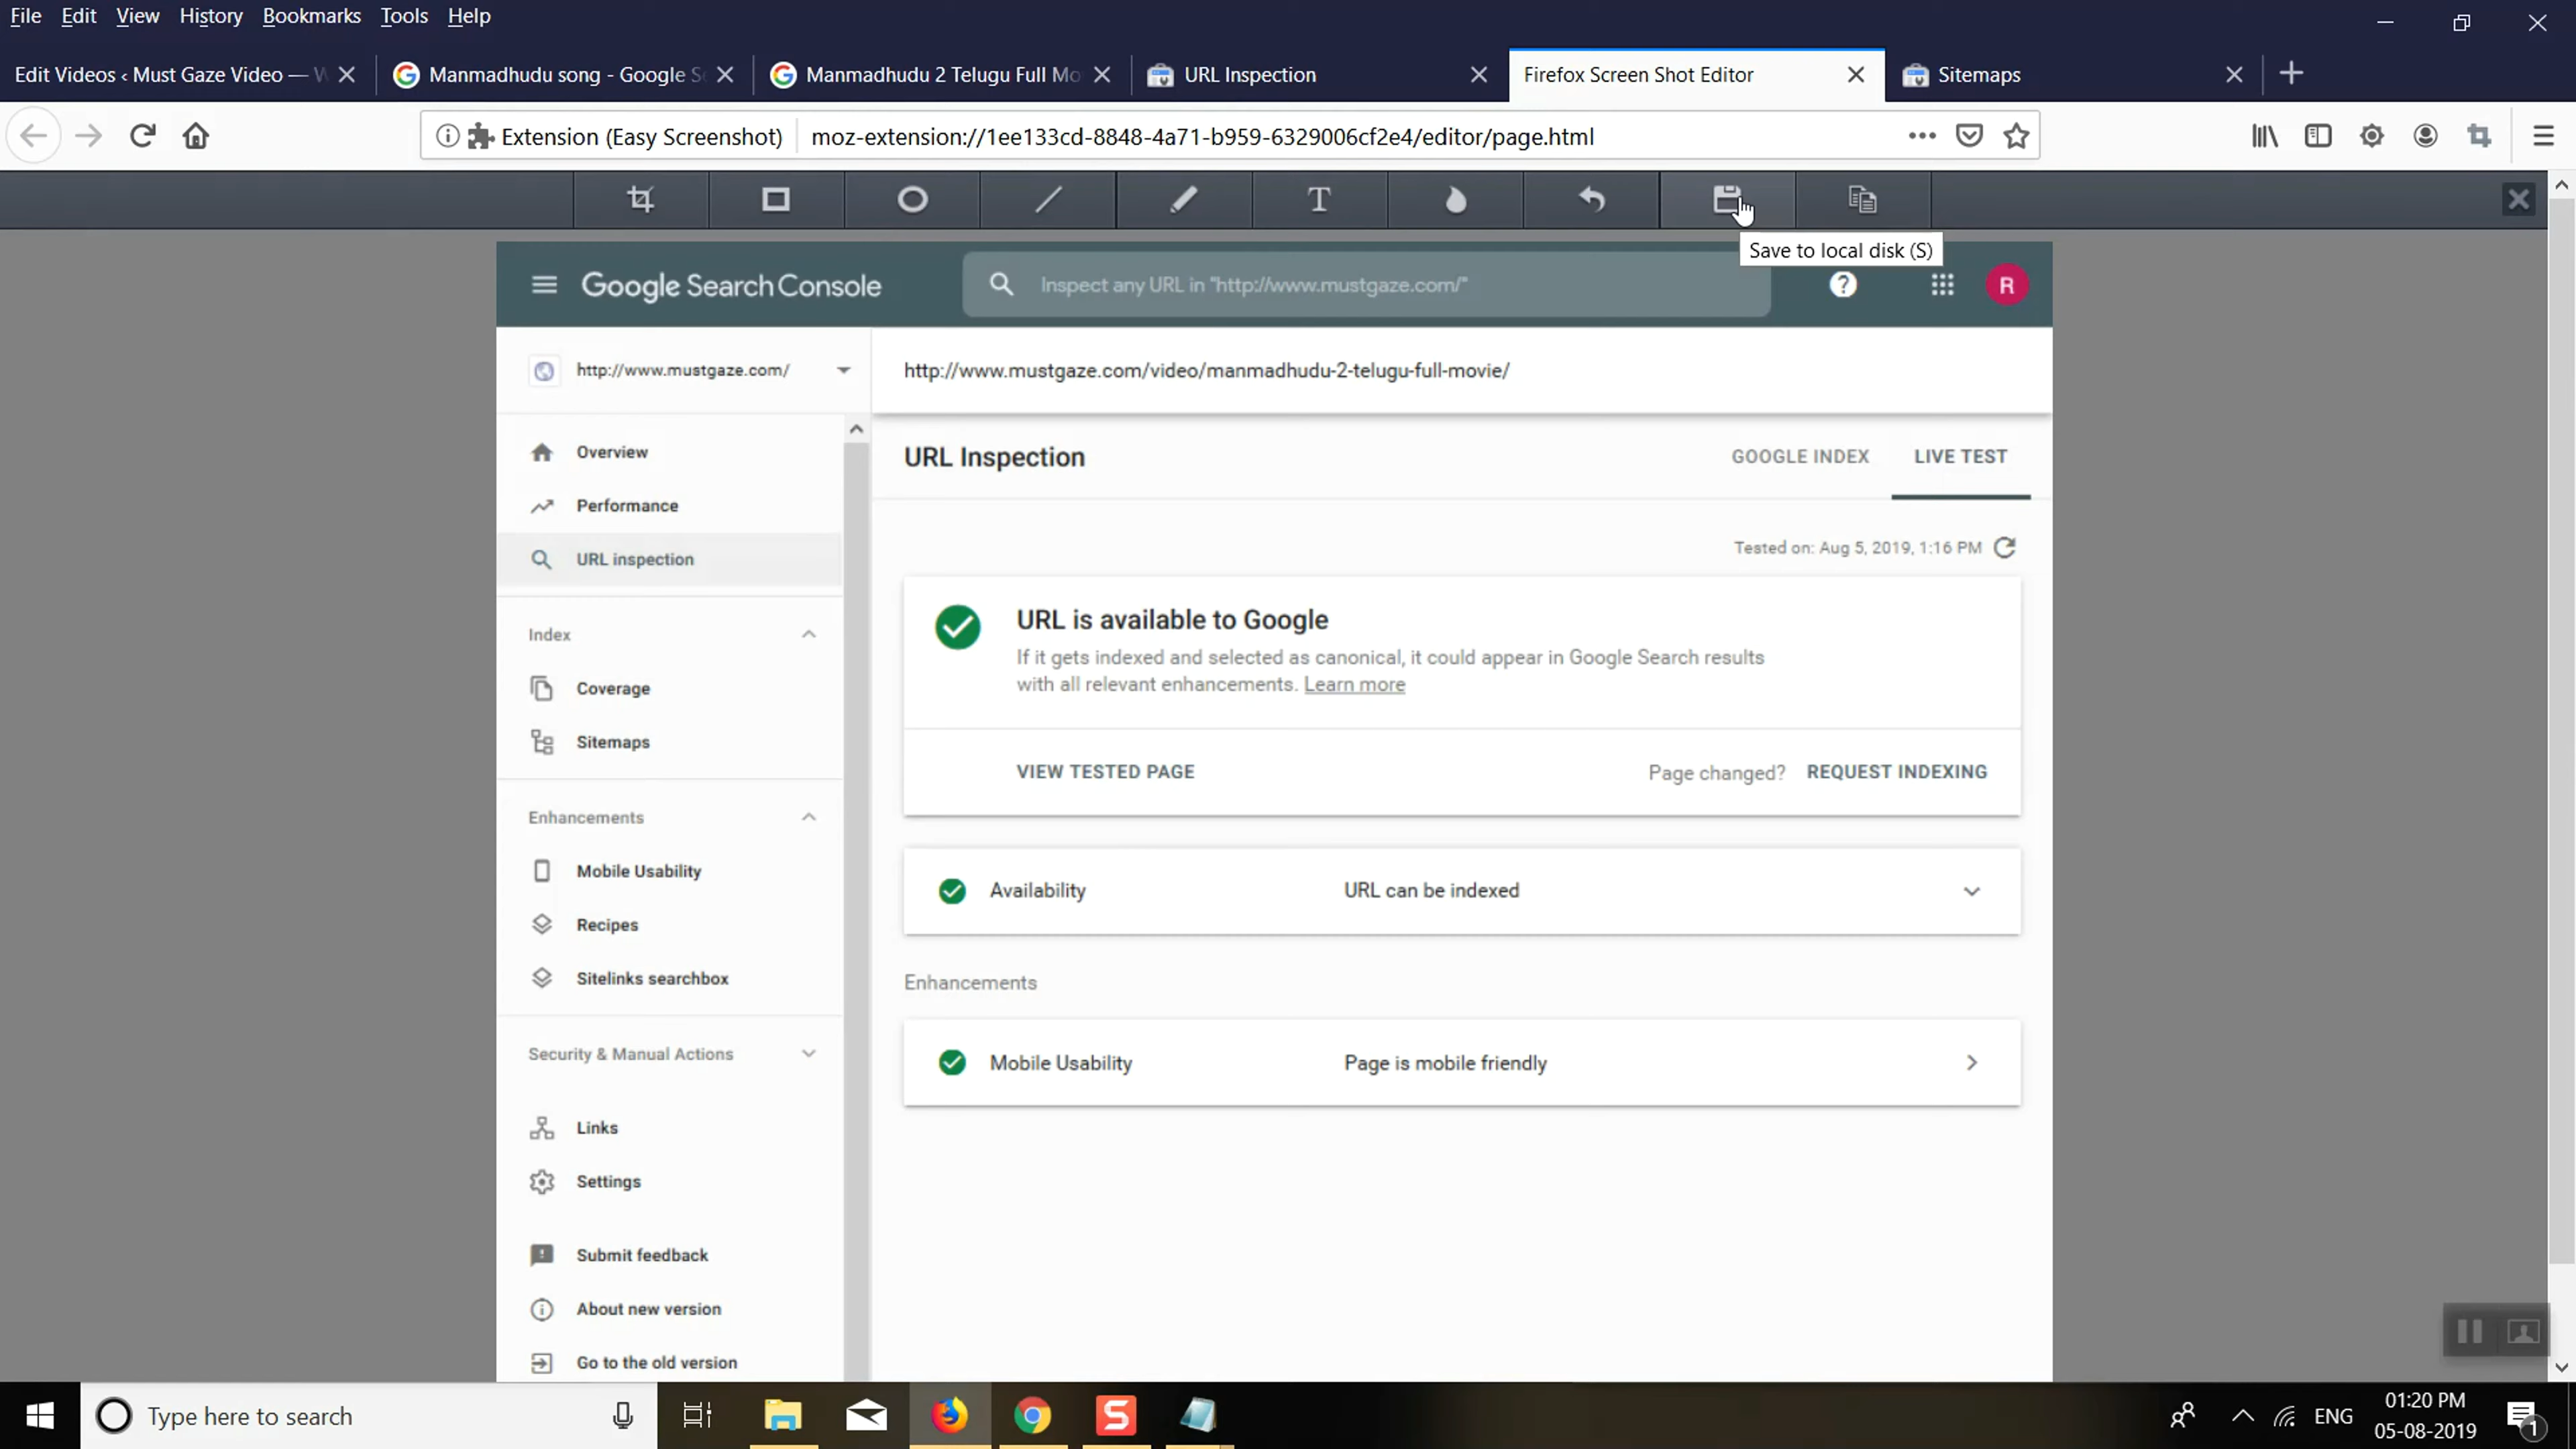 File Edit View History Bookmarks Tools Help
Edit Videos ‹ Must Gaze Video —
Manmadhudu song - Google S
Manmadhudu 2 Telugu Full Mo
URL Inspection
Firefox Screen Shot Editor
Sitemaps
Extension (Easy Screenshot)
moz-extension://1ee133cd-8848-4a71-b959-6329006cf2e4/editor/page.html
T
Save to local disk (S)
Google Search Console
Inspect any URL in "http://www.mustgaze.com/"
?
R
http://www.mustgaze.com/
http://www.mustgaze.com/video/manmadhudu-2-telugu-full-movie/
Overview
Performance
URL inspection
Index
Coverage
Sitemaps
Enhancements
Mobile Usability
Recipes
Sitelinks searchbox
Security & Manual Actions
Links
Settings
Submit feedback
About new version
Go to the old version
URL Inspection
GOOGLE INDEX
LIVE TEST
Tested on: Aug 5, 2019, 1:16 PM
URL is available to Google
If it gets indexed and selected as canonical, it could appear in Google Search results
with all relevant enhancements. Learn more
VIEW TESTED PAGE
Page changed? REQUEST INDEXING
Availability
URL can be indexed
Enhancements
Mobile Usability
Page is mobile friendly
Type here to search
S
ENG
01:20 PM
05-08-2019
1